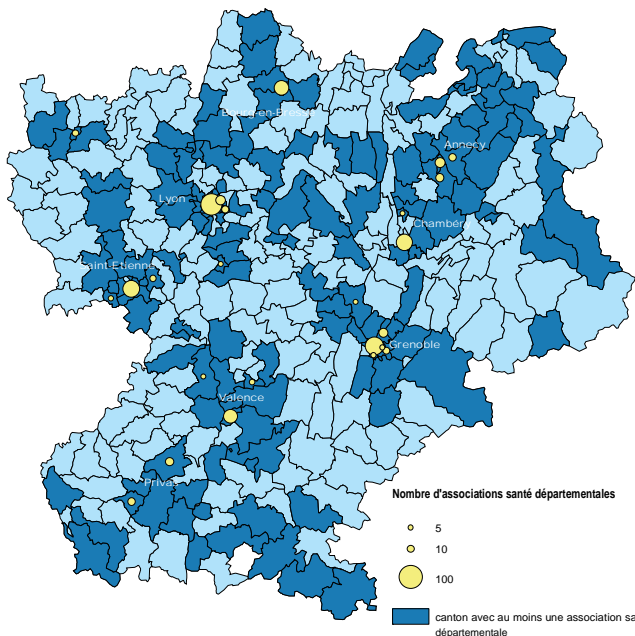 Bourg-en-Bresse
Annecy
Lyon
Chambéry
Saint-Etienne
Grenoble
Valence
Privas
Nombre d'associations santé départementales
5
10
100
canton avec au moins une association sa
départementale